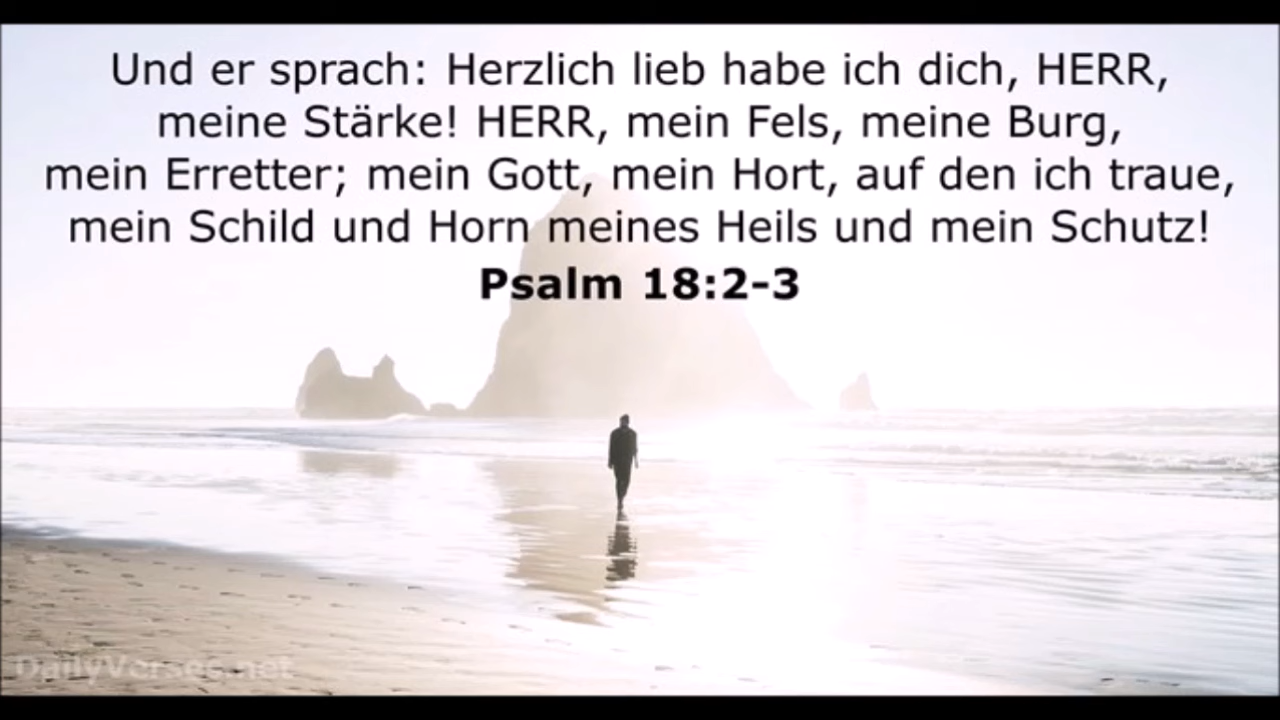 Und er sprach: Herzlich lieb habe ich dich, HERR,
meine Stärke! HERR, mein Fels, meine Burg,
mein Erretter; mein Gott, mein Hort, auf den ich traue,
mein Schild und Horn meines Heils und mein Schutz!
Psalm 18:2-3
DailyVerses.net